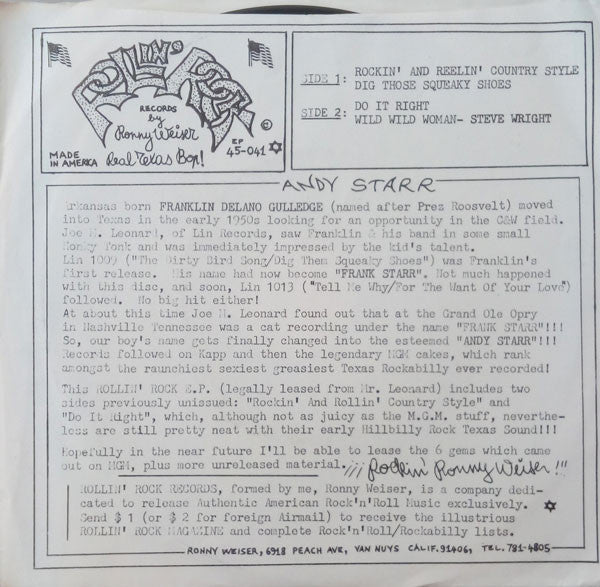 ROLLIN' ROCK
RECORDS
by
Ronny Weiser
EP
45-041
©
MADE
IN AMERICA
Real Texas Bop!
SIDE 1: ROCKIN' AND REELIN' COUNTRY STYLE
DIG THOSE SQUEAKY SHOES
SIDE 2: DO IT RIGHT
WILD WILD WOMAN- STEVE WRIGHT
ANDY STARR
Arkansas born FRANKLIN DELANO GULLEDGE (named after Prez Roosvelt) moved
into Texas in the early 1950s looking for an opportunity in the C&W field.
Joe M. Leonard, of Lin Records, saw Franklin & his band in some small
Honky Tonk and was immediately impressed by the kid's talent.
Lin 1009 ("The Dirty Bird Song/Dig Them Squeaky Shoes") was Franklin's
first release. His name had now become "FRANK STARR". Not much happened
with this disc, and soon, Lin 1013 ("Tell Me Why/For The Want Of Your Love")
followed. No big hit either!
At about this time Joe M. Leonard found out that at the Grand Ole Opry
in Nashville Tennessee was a cat recording under the name "FRANK STARR"!!!
So, our boy's name gets finally changed into the esteemed "ANDY STARR"!!!
Records followed on Kapp and then the legendary MGM cakes, which rank
amongst the raunchiest sexiest greasiest Texas Rockabilly ever recorded!
This ROLLIN' ROCK E.P. (legally leased from Mr. Leonard) includes two
sides previously unissued: "Rockin' And Rollin' Country Style" and
"Do It Right", which, although not as juicy as the M.G.M. stuff, neverthe-
less are still pretty neat with their early Hillbilly Rock Texas Sound!!!
Hopefully in the near future I'll be able to lease the 6 gems which came
out on MGM, plus more unreleased material.,,, Rockin' Ronny Weiser!!!
ROLLIN' ROCK RECORDS, formed by me, Ronny Weiser, is a company dedi-
cated to release Authentic American Rock'n'Roll Music exclusively.
Send $ 1 (or $ 2 for foreign Airmail) to receive the illustrious
ROLLIN' ROCK MAGAZINE and complete Rock'n'Roll/Rockabilly lists.
RONNY WEISER, 6918 PEACH AVE, VAN NUYS CALIF. 91406, TEL. 781-4805